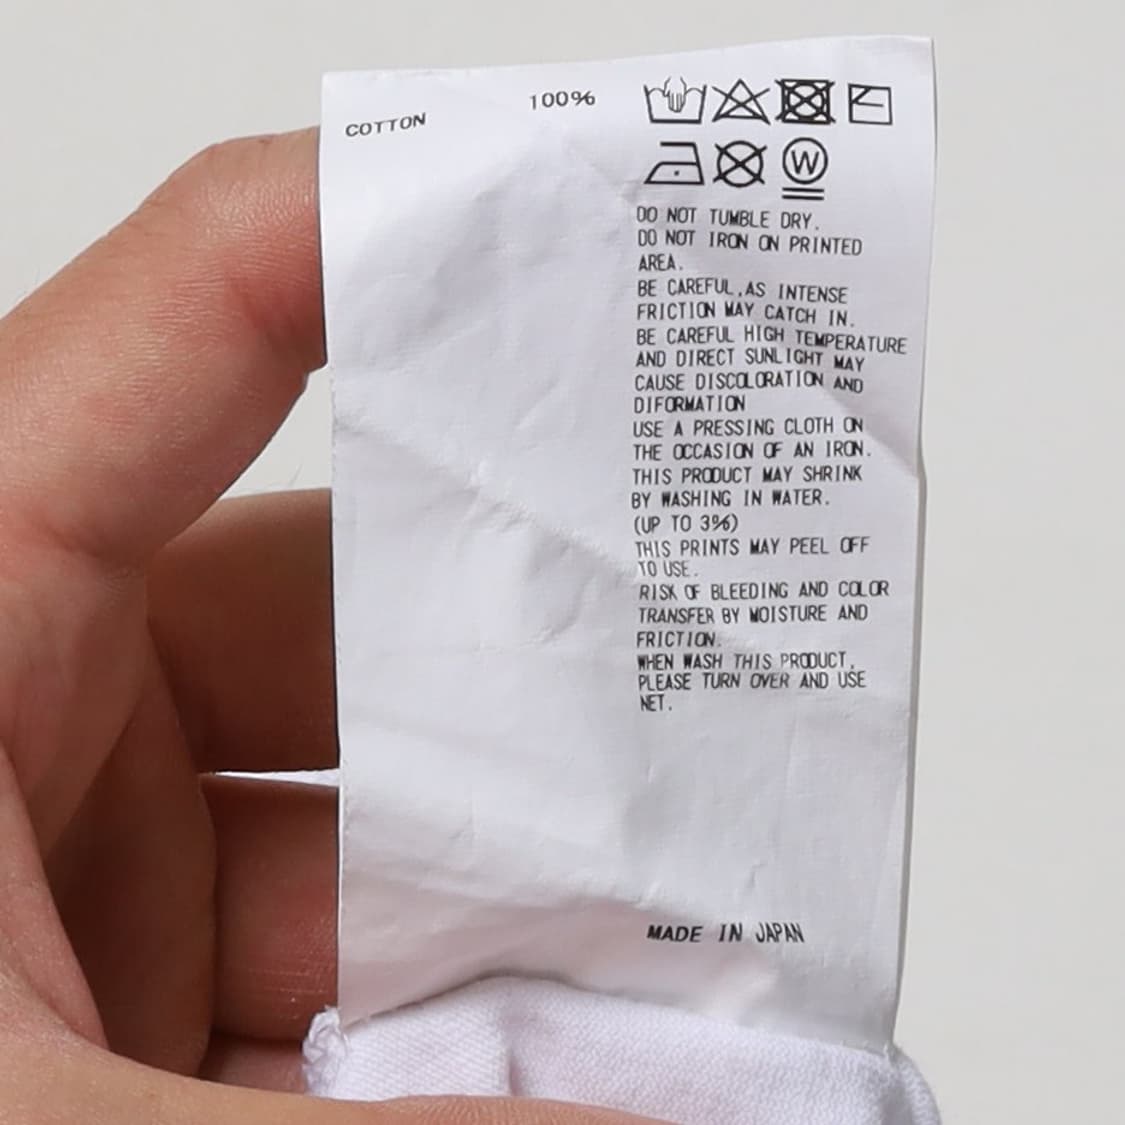 COTTON 100%
W
DO NOT TUMBLE DRY.
DO NOT IRON ON PRINTED
AREA.
BE CAREFUL,AS INTENSE
FRICTION MAY CATCH IN.
BE CAREFUL HIGH TEMPERATURE
AND DIRECT SUNLIGHT MAY
CAUSE DISCOLORATION AND
DIFORMATION
USE A PRESSING CLOTH ON
THE OCCASION OF AN IRON.
THIS PRODUCT MAY SHRINK
BY WASHING IN WATER.
(UP TO 3%)
THIS PRINTS MAY PEEL OFF
TO USE.
RISK OF BLEEDING AND COLOR
TRANSFER BY MOISTURE AND
FRICTION.
WHEN WASH THIS PRODUCT,
PLEASE TURN OVER AND USE
NET.
MADE IN JAPAN